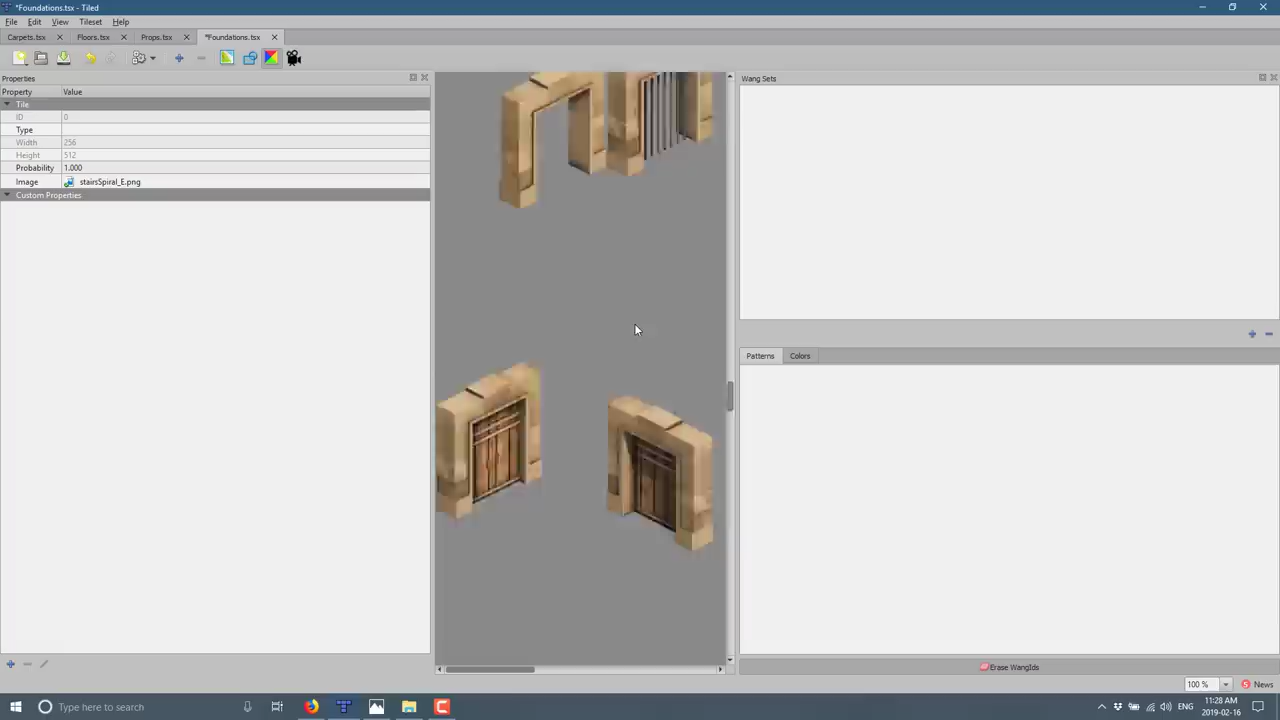 *Foundations.tsx - Tiled
File Edit View Tileset Help
Carpets.tsx Floors.tsx Props.tsx *Foundations.tsx
Properties
Property Value
Tile
ID 0
Type
Width 256
Height 512
Probability 1.000
Image stairsSpiral_E.png
Custom Properties
Wang Sets
Patterns Colors
Erase WangIds
100 % 5 News
Type here to search
ENG
11:28 AM
2019-02-16